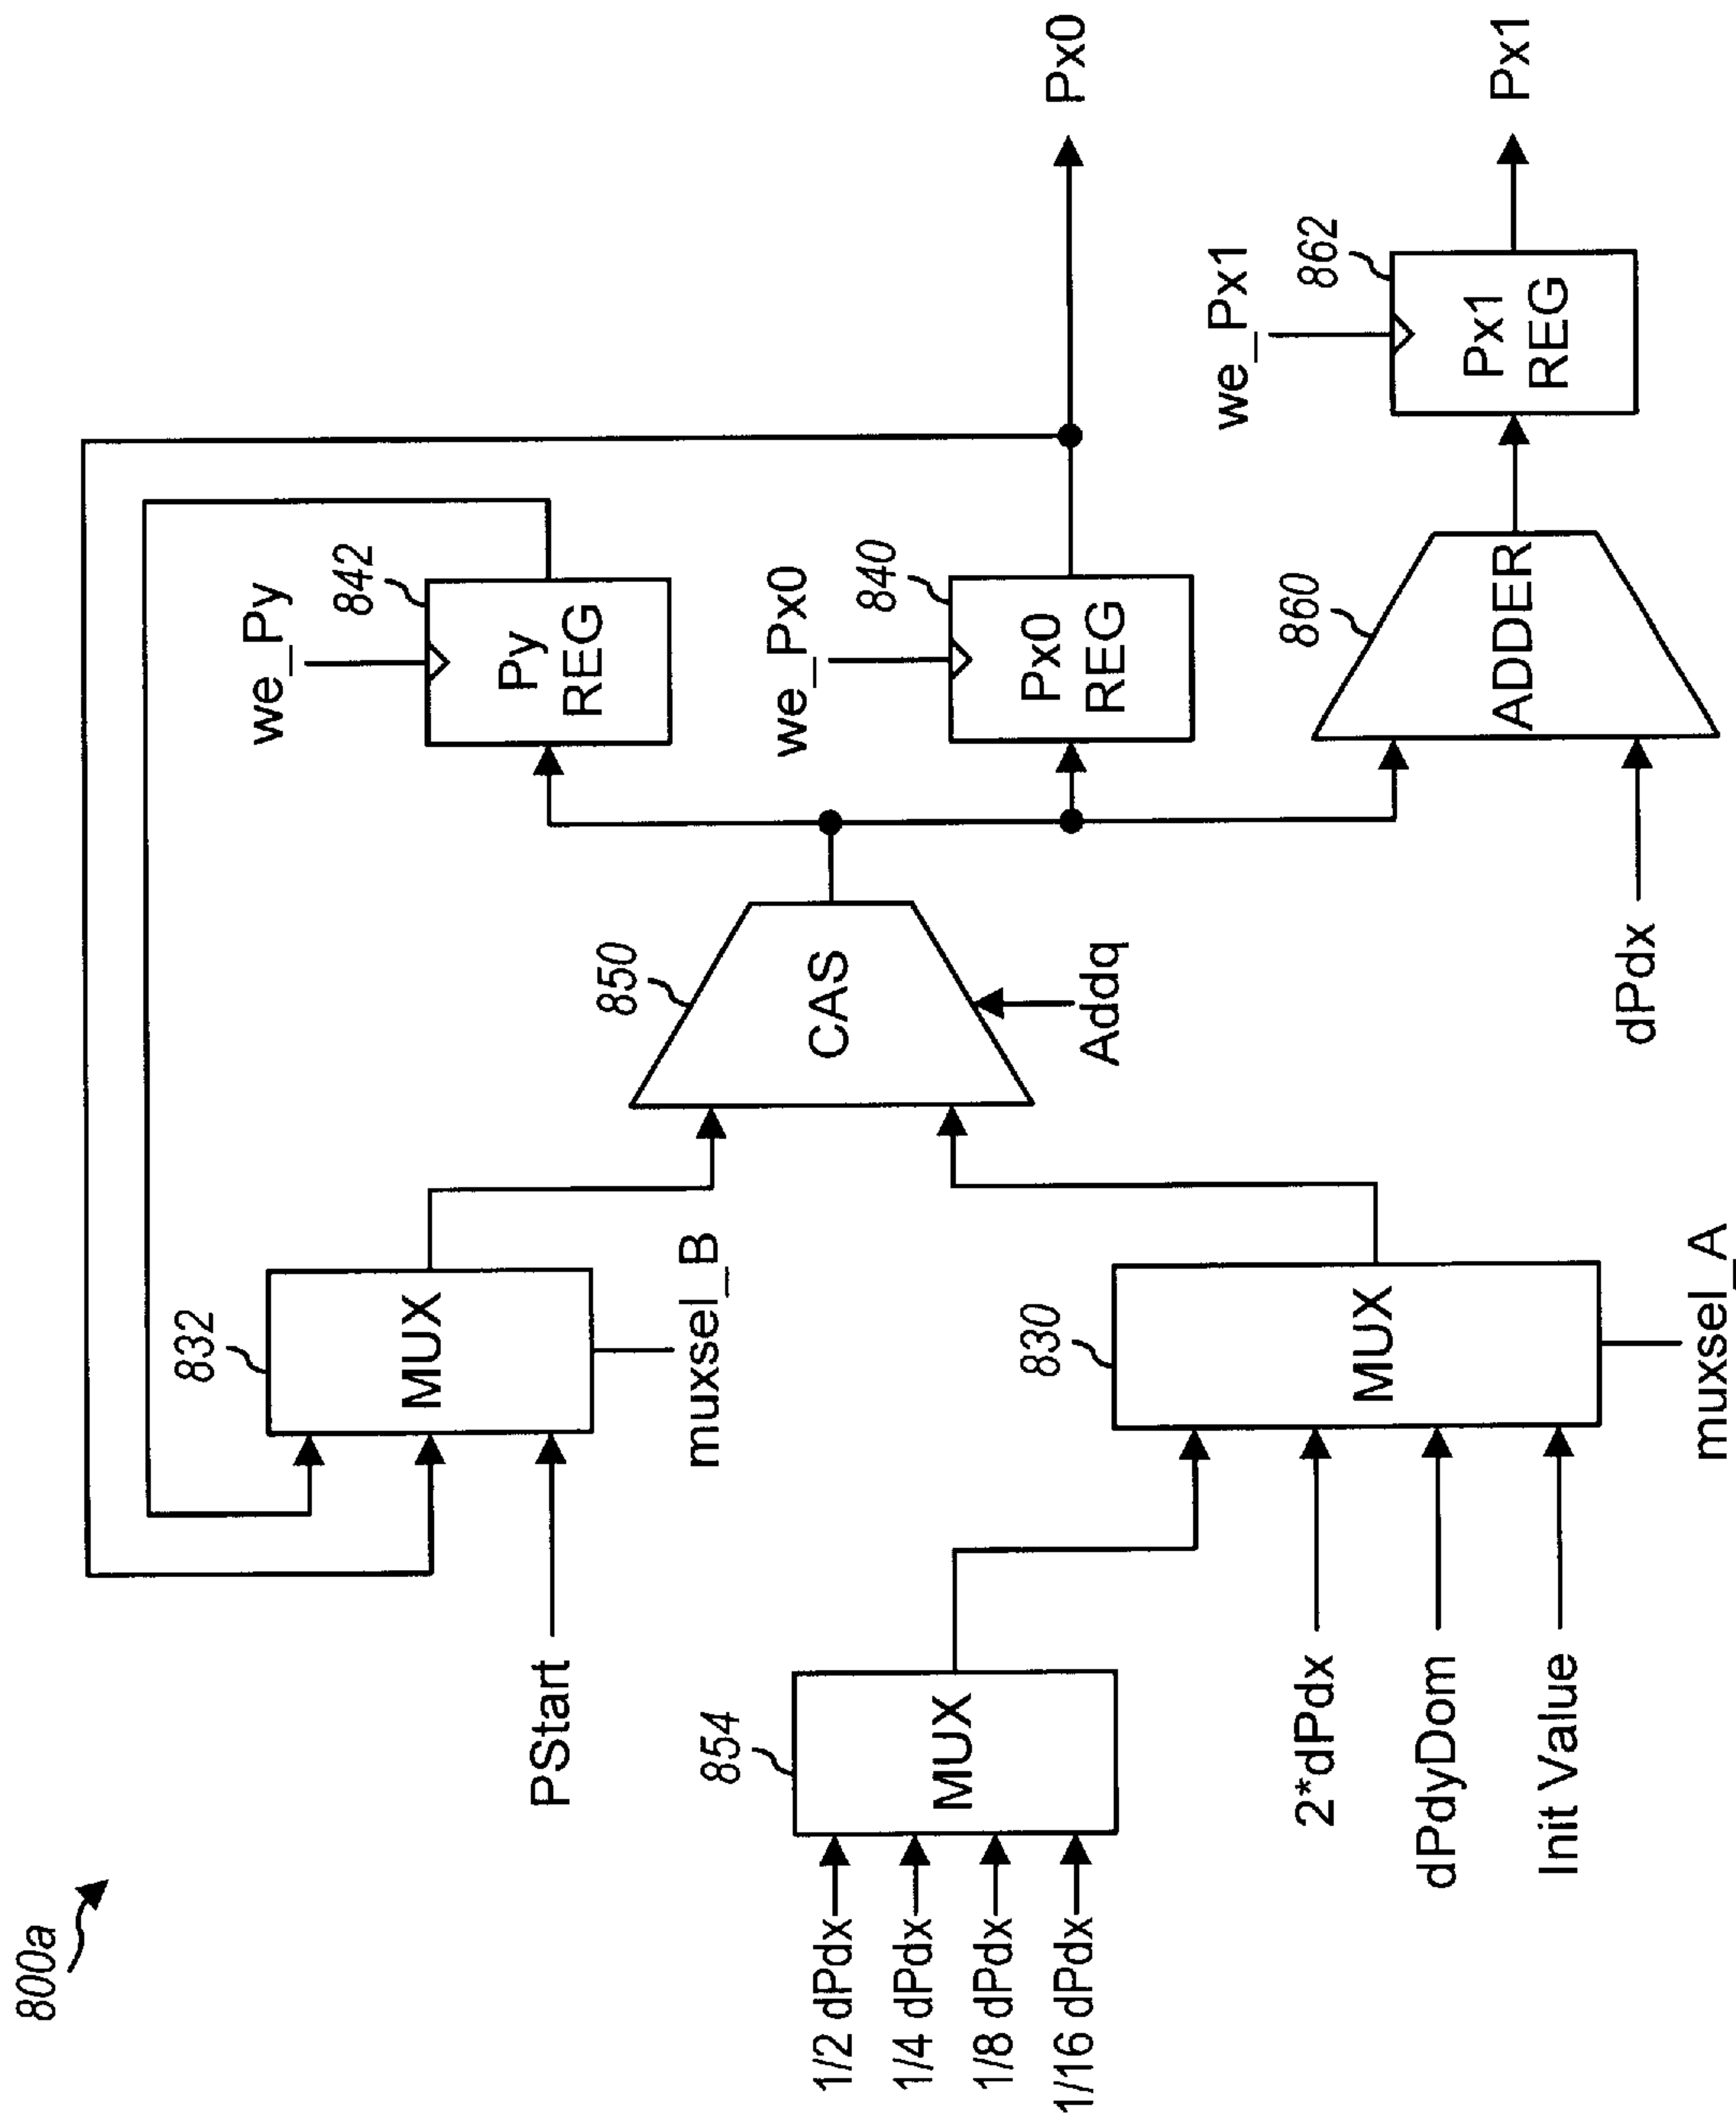 800a
1/2 dPdx
1/4 dPdx
1/8 dPdx
1/16 dPdx
854
MUX
PStart
2*dPdx
dPdyDom
Init Value
832
MUX
muxsel_B
830
MUX
muxsel_A
850
CAS
Addq
dPdx
we_Py
842
Py
REG
we_Px0
840
Px0
REG
860
ADDER
we_Px1
862
Px1
REG
Px0
Px1